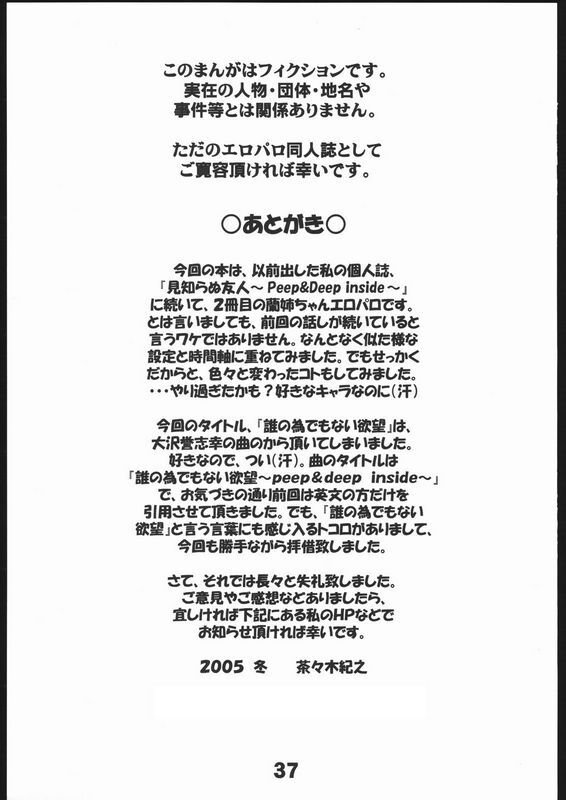 このまんがはフィクションです。
実在の人物・団体・地名や
事件等とは関係ありません。
ただのエロパロ同人誌として
ご寛容頂ければ幸いです。
○あとがき○
今回の本は、以前出した私の個人誌、
「見知らぬ友人～Peep&Deep inside～」
に続いて、2冊目の蘭姉ちゃんエロパロです。
とは言いましても、前回の話しが続いていると
言うワケではありません。なんとなく似た様な
設定と時間軸に重ねてみました。でもせっかく
だからと、色々と変わったコトもしてみました。
・・・やり過ぎたかも？好きなキャラなのに(汗)
今回のタイトル、「誰の為でもない欲望」は、
大沢誉志幸の曲のから頂いてしまいました。
好きなので、つい(汗)。曲のタイトルは
「誰の為でもない欲望～peep＆deep inside～」
で、お気づきの通り前回は英文の方だけを
引用させて頂きました。でも、「誰の為でもない
欲望」と言う言葉にも感じ入るトコロがありまして、
今回も勝手ながら拝借致しました。
さて、それでは長々と失礼致しました。
ご意見やご感想などありましたら、
宜しければ下記にある私のHPなどで
お知らせ頂ければ幸いです。
2005 冬　茶々木紀之
37